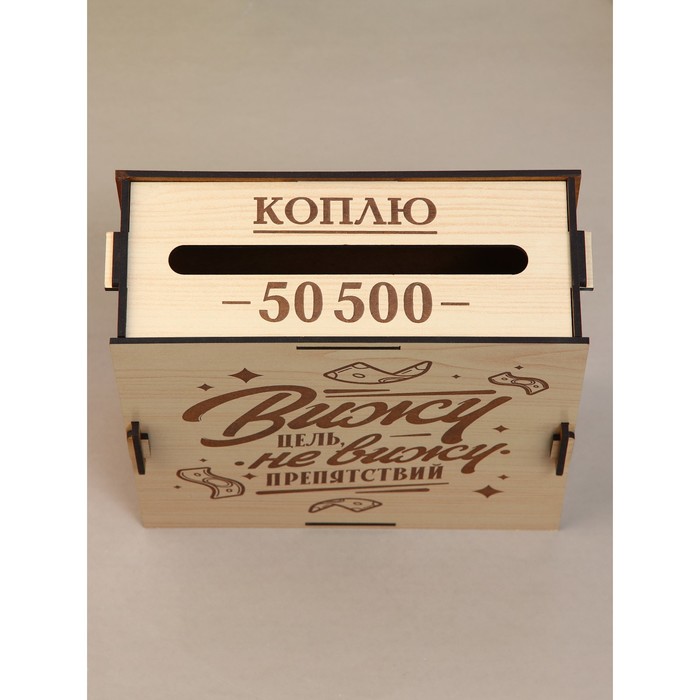 КОПЛЮ
–50 500–
Вижу
ЦЕЛЬ,
не вижу
ПРЕПЯТСТВИЙ